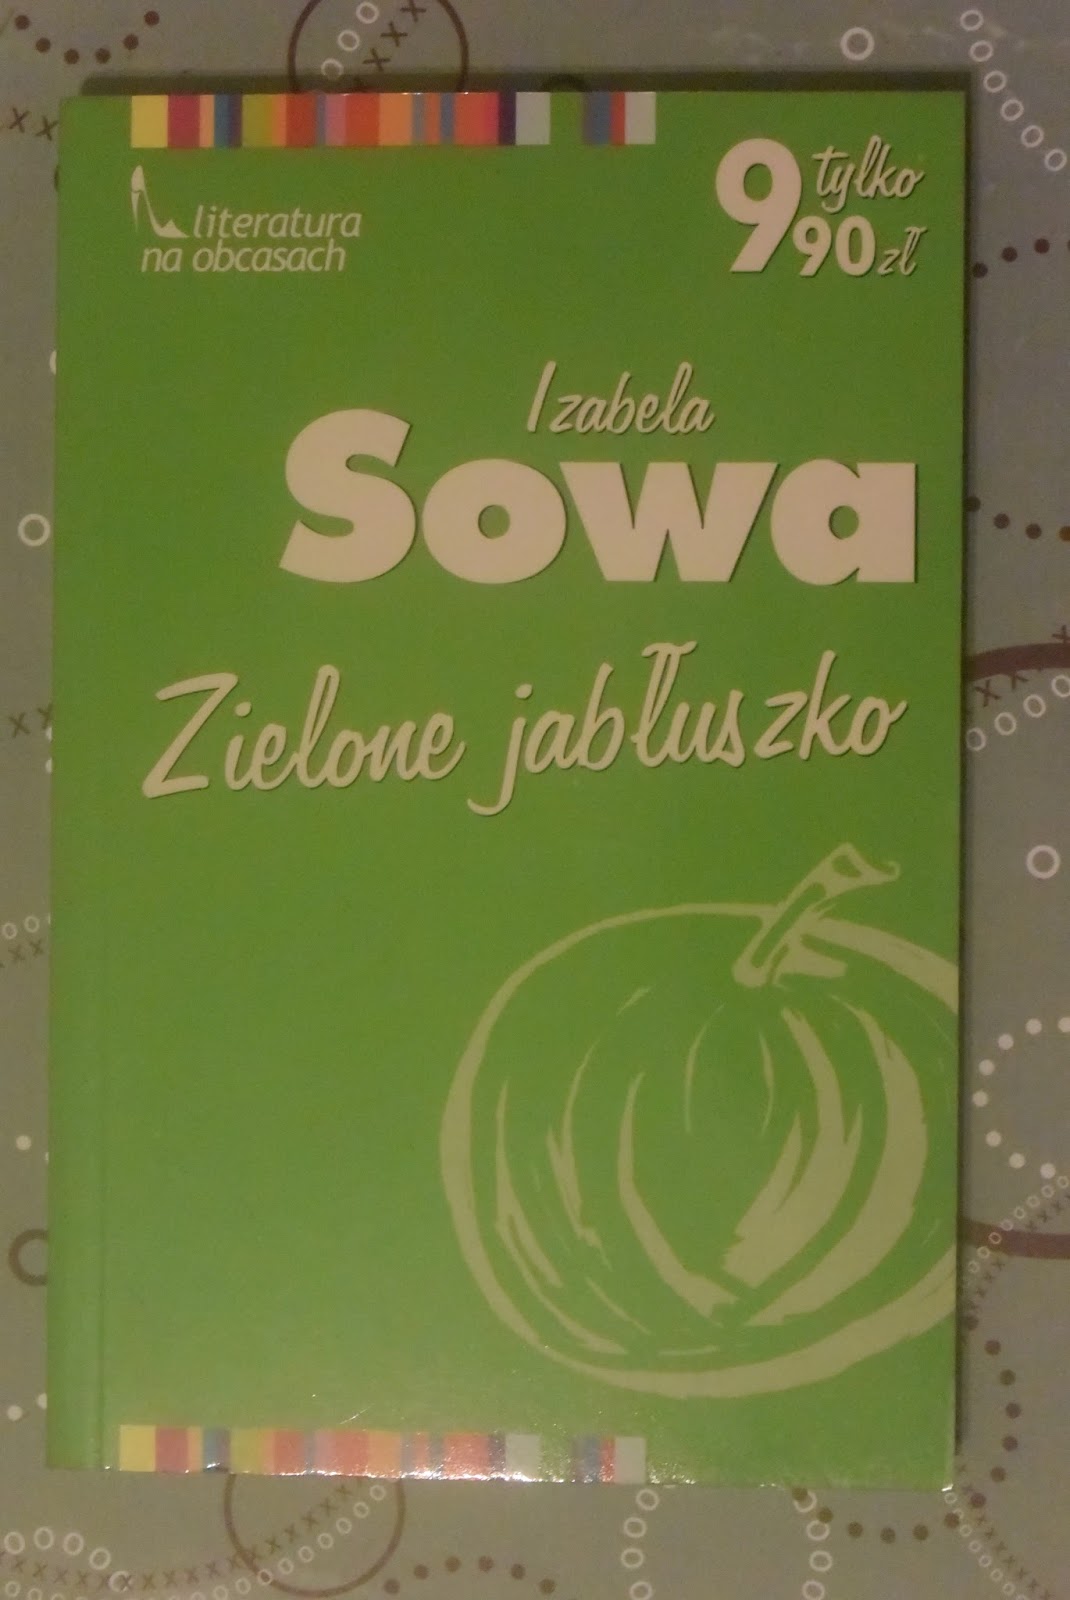 literatura
na obcasach
9 tylko
90 zł
Izabela
Sowa
Zielone jabłuszko